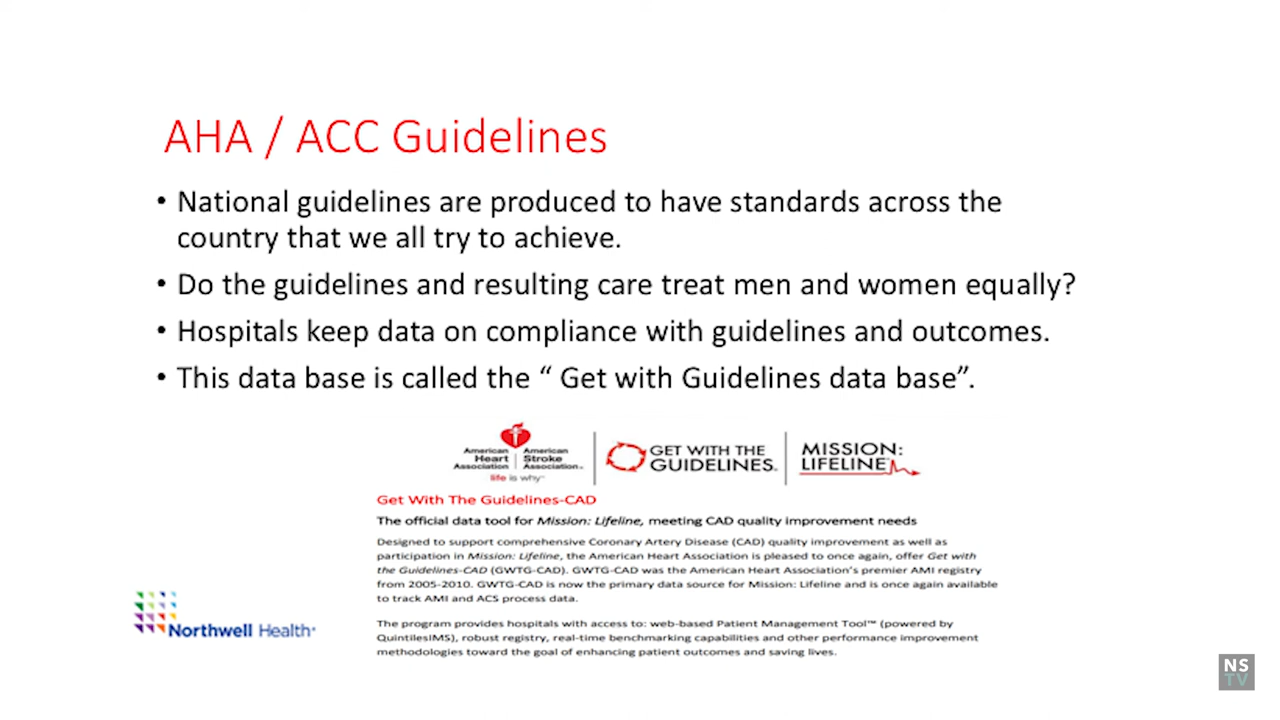 AHA / ACC Guidelines
• National guidelines are produced to have standards across the
country that we all try to achieve.
• Do the guidelines and resulting care treat men and women equally?
• Hospitals keep data on compliance with guidelines and outcomes.
• This data base is called the “ Get with Guidelines data base”.
American Heart Association | American Stroke Association™
life is why™
GET WITH THE
GUIDELINES™
MISSION:
LIFELINE™
Get With The Guidelines-CAD
The official data tool for Mission: Lifeline, meeting CAD quality improvement needs
Designed to support comprehensive Coronary Artery Disease (CAD) quality improvement as well as
participation in Mission: Lifeline, the American Heart Association is pleased to once again, offer Get with
the Guidelines-CAD (GWTG-CAD). GWTG-CAD was the American Heart Association's premier AMI registry
from 2005-2010. GWTG-CAD is now the primary data source for Mission: Lifeline and is once again available
to track AMI and ACS process data.
The program provides hospitals with access to: web-based Patient Management Tool™ (powered by
QuintilesIMS), robust registry, real-time benchmarking capabilities and other performance improvement
methodologies toward the goal of enhancing patient outcomes and saving lives.
Northwell Health®
NS
TV